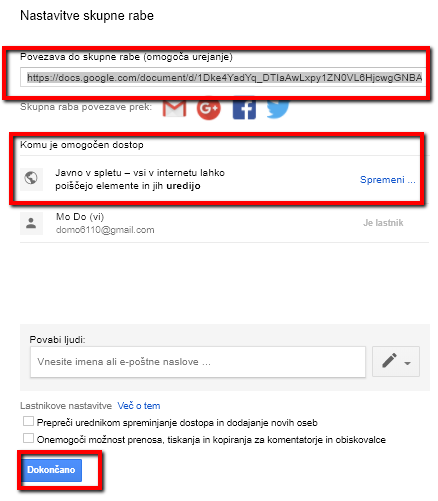 Nastavitve skupne rabe
Povezava do skupne rabe (omogoča urejanje)
https://docs.google.com/document/d/1Dke4YadYq_DTIaAwLxpy1ZN0VL6HjcwgGNBA
Skupna raba povezave prek:
Komu je omogočen dostop
Javno v spletu – vsi v internetu lahko
poiščejo elemente in jih uredijo
Spremeni ...
Mo Do (vi)
domo6110@gmail.com
Je lastnik
Povabi ljudi:
Vnesite imena ali e-poštne naslove ...
Lastnikove nastavitve Več o tem
Prepreči urednikom spreminjanje dostopa in dodajanje novih oseb
Onemogoči možnost prenosa, tiskanja in kopiranja za komentatorje in obiskovalce
Dokončano